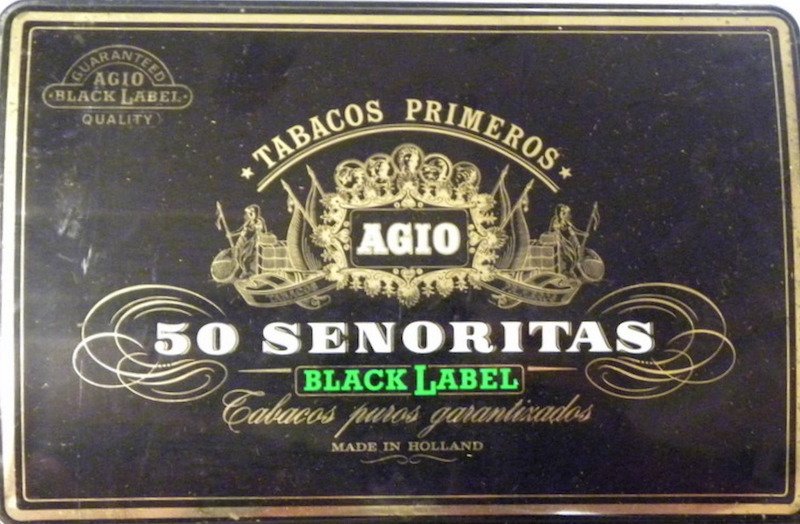 GUARANTEED
AGIO
BLACK LABEL
QUALITY
TABACOS PRIMEROS
AGIO
50 SENORITAS
BLACK LABEL
Tabacos puros garantizados
MADE IN HOLLAND